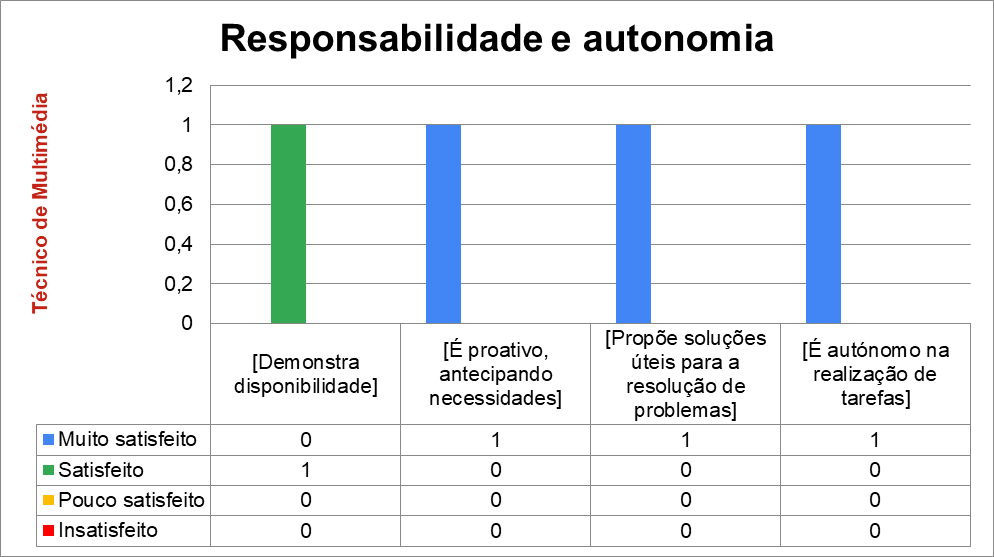 Responsabilidade e autonomia
Técnico de Multimédia
1,2
1
0,8
0,6
0,4
0,2
0
[Demonstra
disponibilidade]
[É proativo,
antecipando
necessidades]
[Propõe soluções
úteis para a
resolução de
problemas]
[É autónomo na
realização de
tarefas]
Muito satisfeito 0 1 1 1
Satisfeito 1 0 0 0
Pouco satisfeito 0 0 0 0
Insatisfeito 0 0 0 0